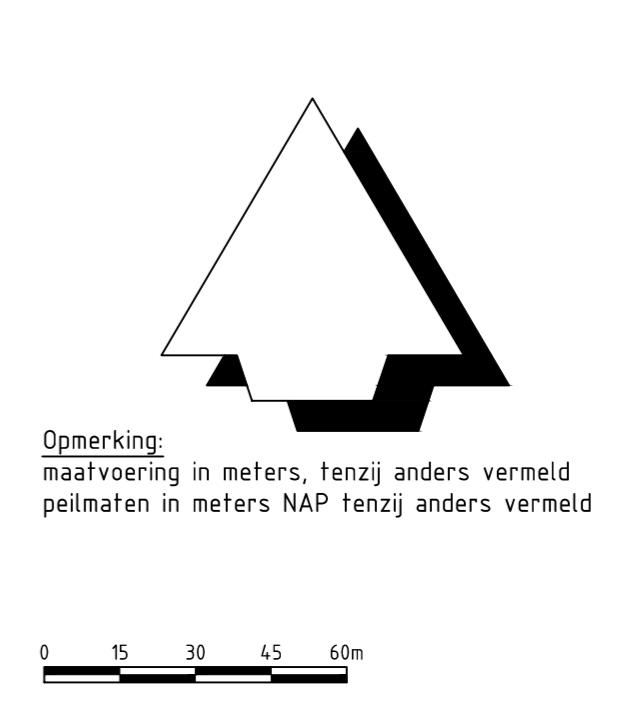 Opmerking:
maatvoering in meters, tenzij anders vermeld
peilmaten in meters NAP tenzij anders vermeld
0 15 30 45 60m